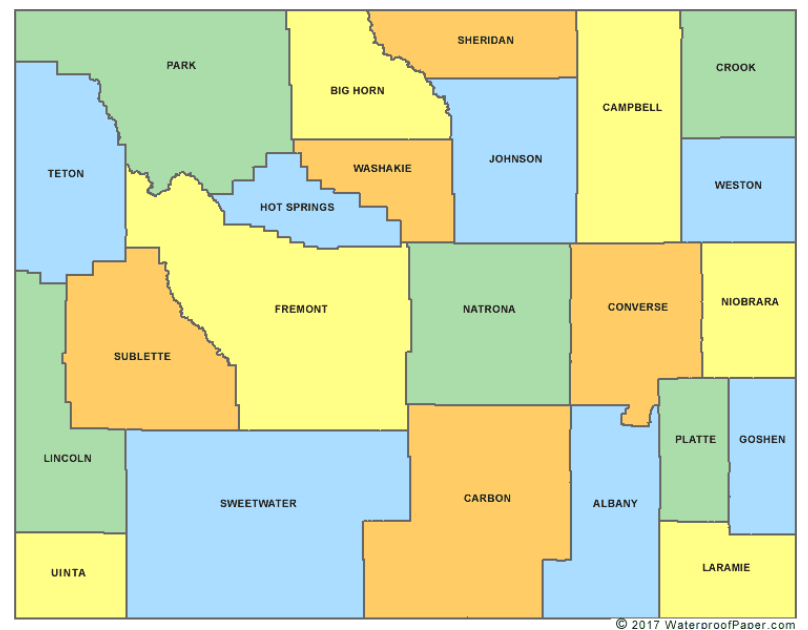 SHERIDAN
PARK
CROOK
BIG HORN
CAMPBELL
JOHNSON
WASHAKIE
TETON
WESTON
HOT SPRINGS
NIOBRARA
FREMONT
NATRONA
CONVERSE
SUBLETTE
PLATTE
GOSHEN
LINCOLN
CARBON
SWEETWATER
ALBANY
LARAMIE
UINTA
© 2017 WaterproofPaper.com